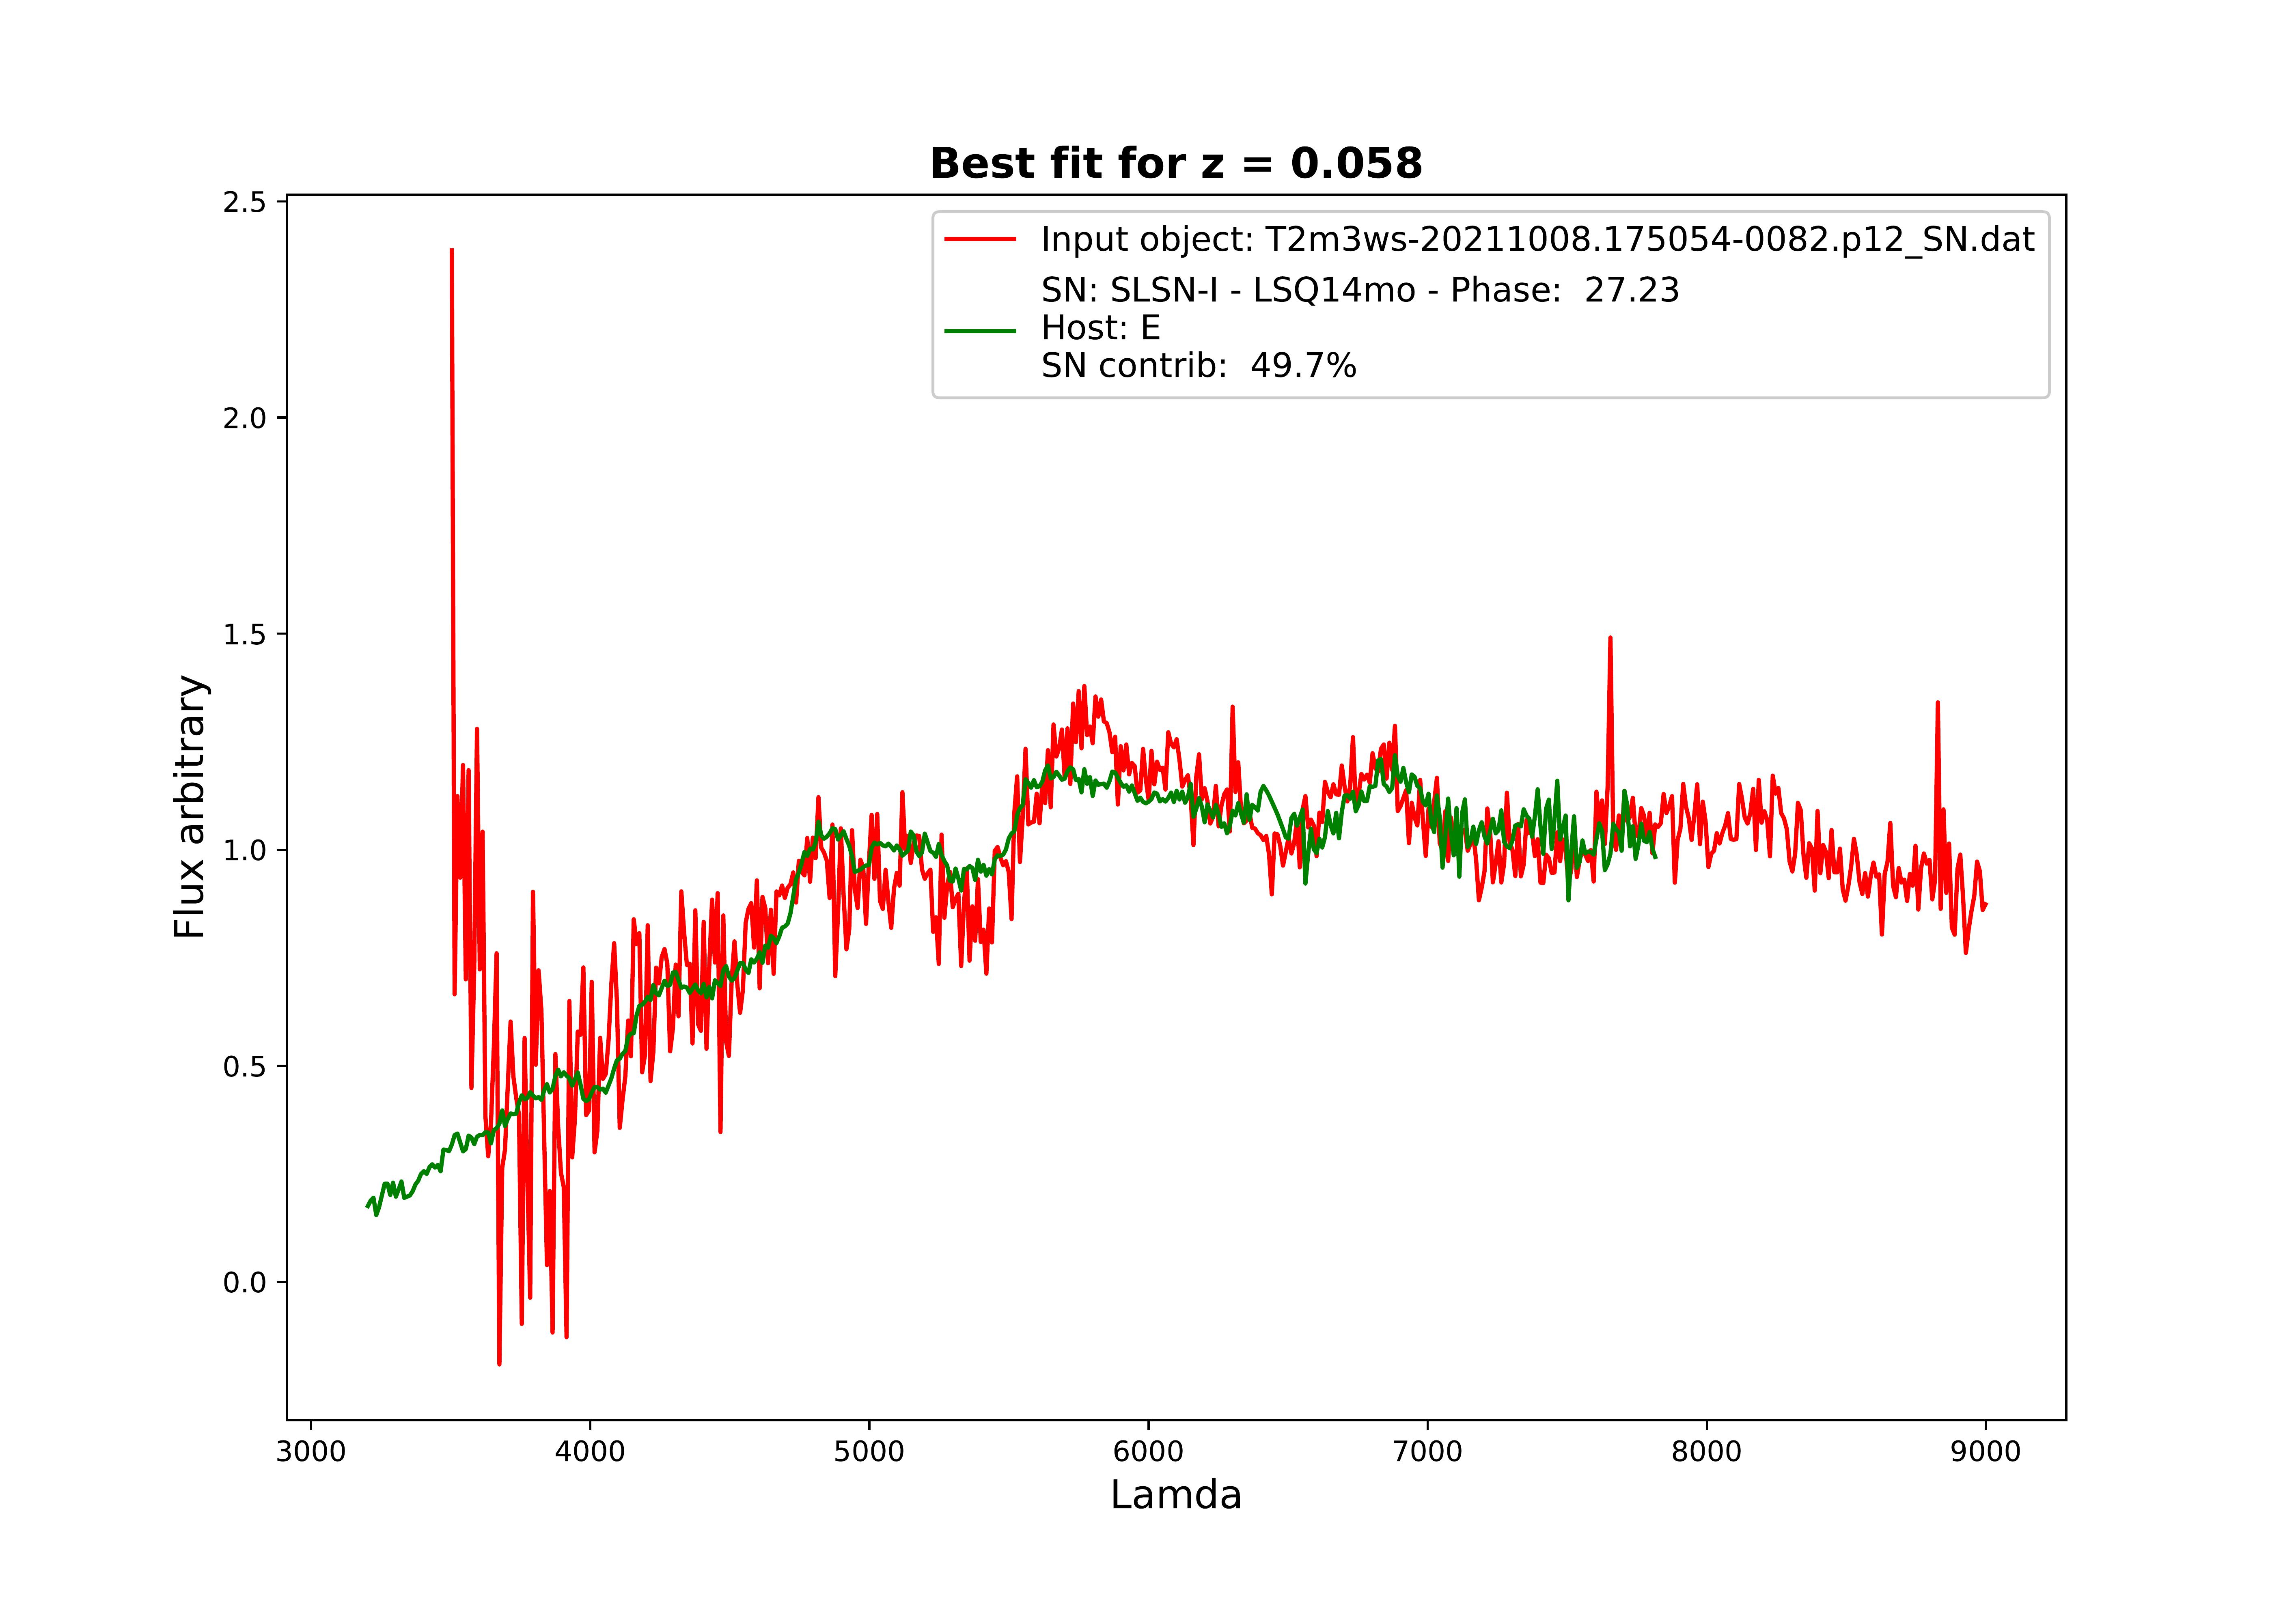 Best fit for z = 0.058
Input object: T2m3ws-20211008.175054-0082.p12_SN.dat
SN: SLSN-I - LSQ14mo - Phase:  27.23
Host: E
SN contrib:  49.7%
Flux arbitrary
2.5
2.0
1.5
1.0
0.5
0.0
3000 4000 5000 6000 7000 8000 9000
Lamda